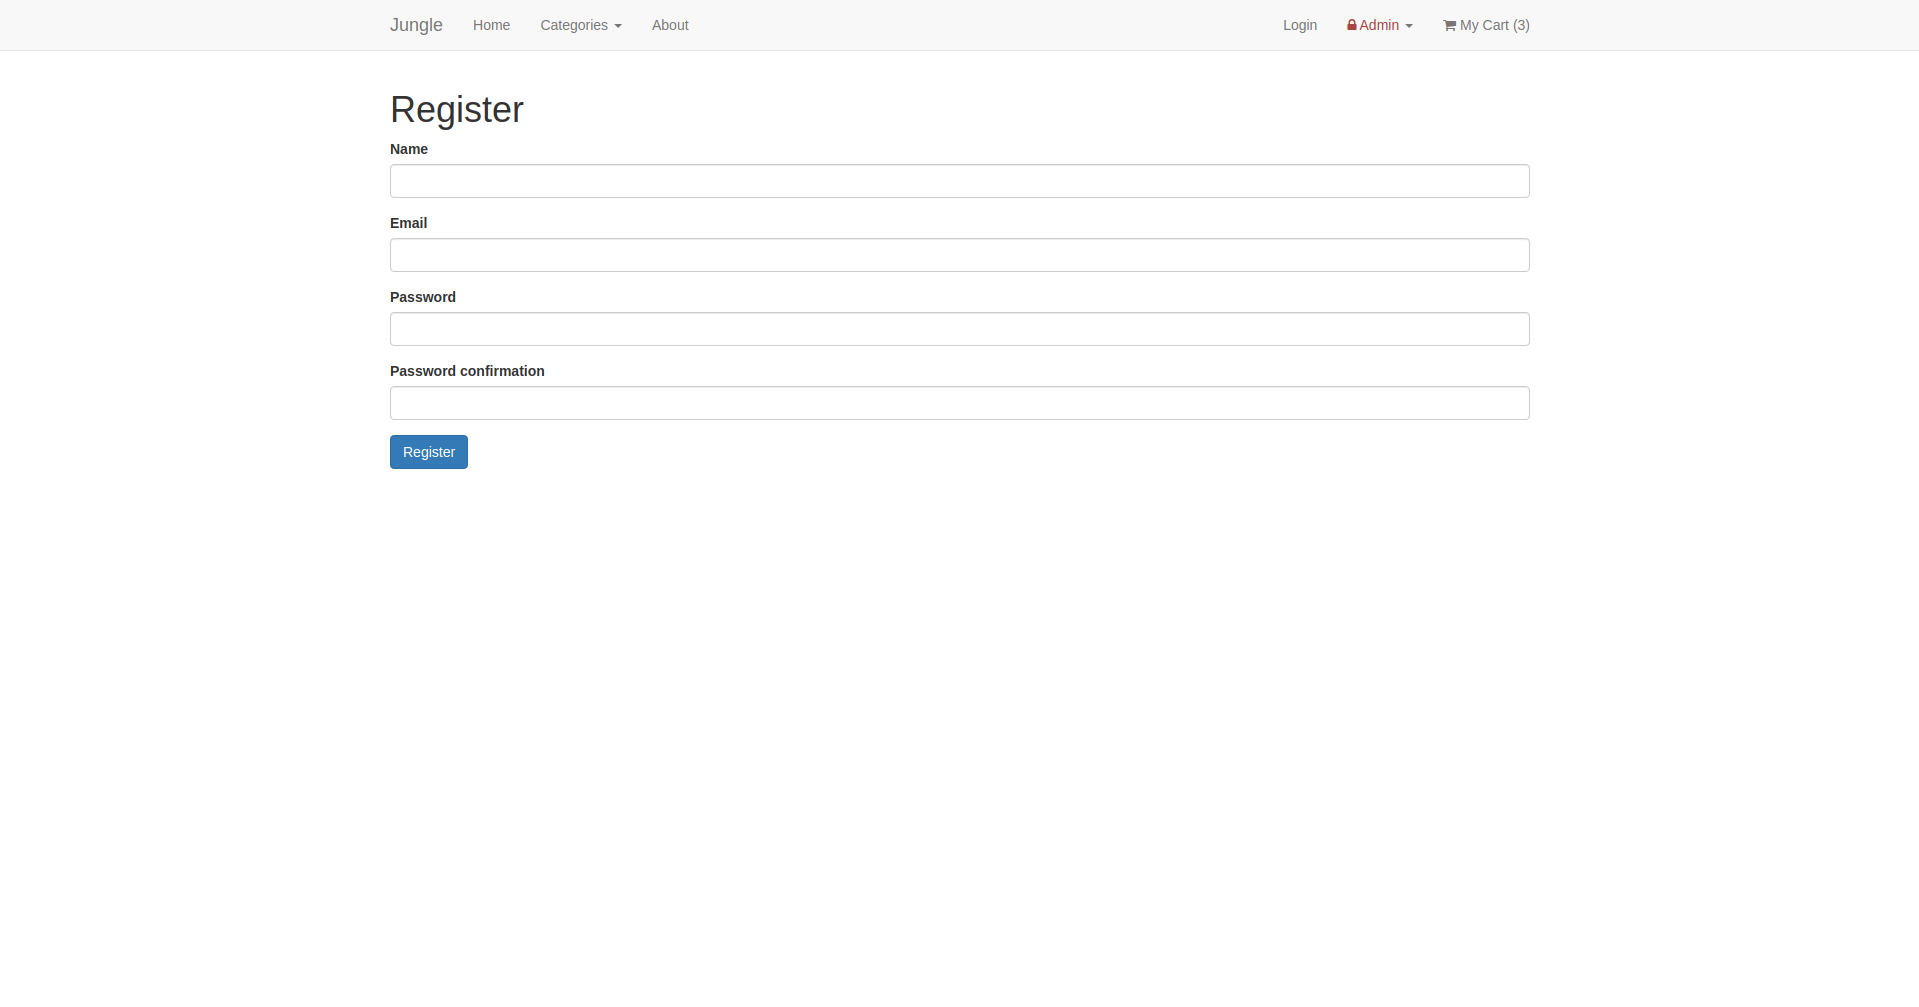 Jungle Home Categories About Login Admin My Cart (3)
Register
Name
Email
Password
Password confirmation
Register